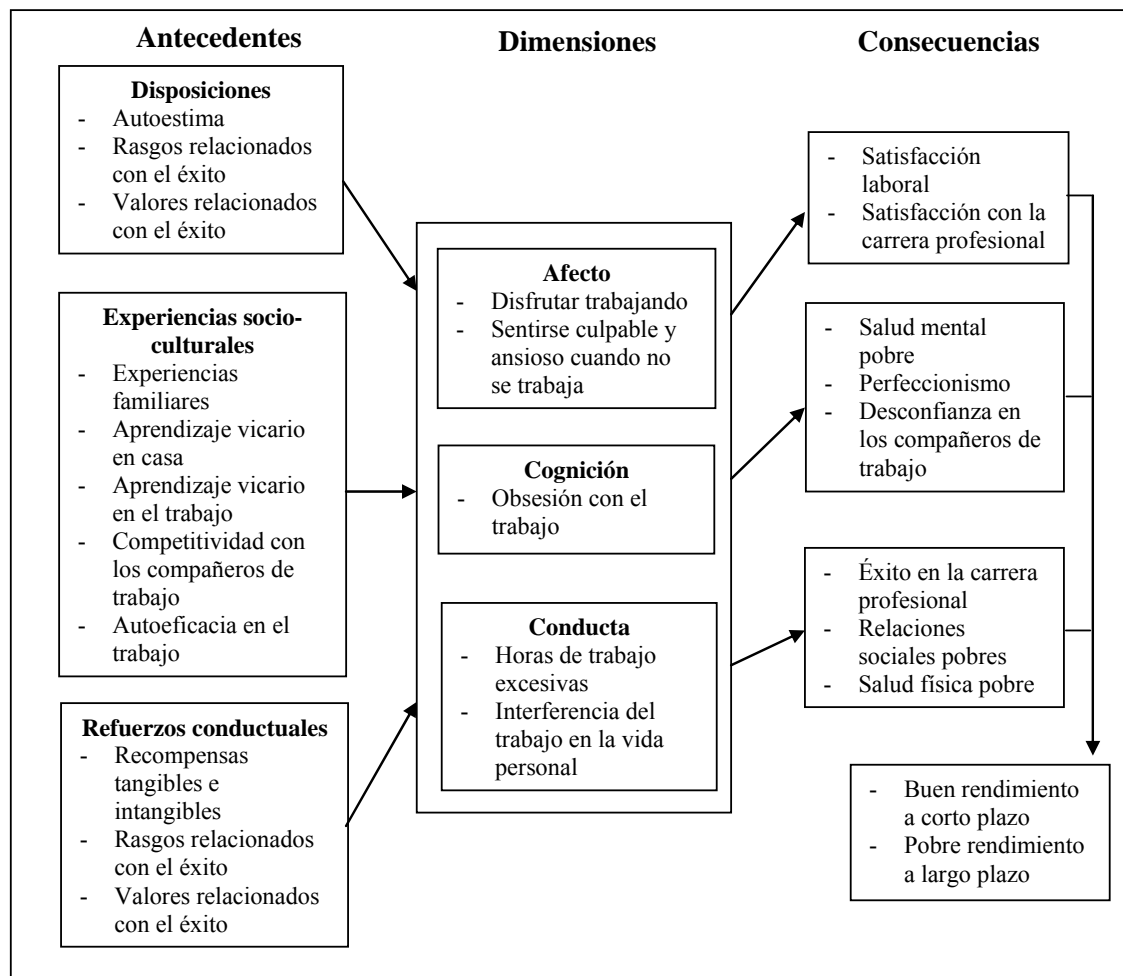 Antecedentes
Disposiciones
- Autoestima
- Rasgos relacionados
con el éxito
- Valores relacionados
con el éxito
Experiencias socio-
culturales
- Experiencias
familiares
- Aprendizaje vicario
en casa
- Aprendizaje vicario
en el trabajo
- Competitividad con
los compañeros de
trabajo
- Autoeficacia en el
trabajo
Refuerzos conductuales
- Recompensas
tangibles e
intangibles
- Rasgos relacionados
con el éxito
- Valores relacionados
con el éxito
Dimensiones
Afecto
- Disfrutar trabajando
- Sentirse culpable y
ansioso cuando no
se trabaja
Cognición
- Obsesión con el
trabajo
Conducta
- Horas de trabajo
excesivas
- Interferencia del
trabajo en la vida
personal
Consecuencias
- Satisfacción
laboral
- Satisfacción con la
carrera profesional
- Salud mental
pobre
- Perfeccionismo
- Desconfianza en
los compañeros de
trabajo
- Éxito en la carrera
profesional
- Relaciones
sociales pobres
- Salud física pobre
- Buen rendimiento
a corto plazo
- Pobre rendimiento
a largo plazo